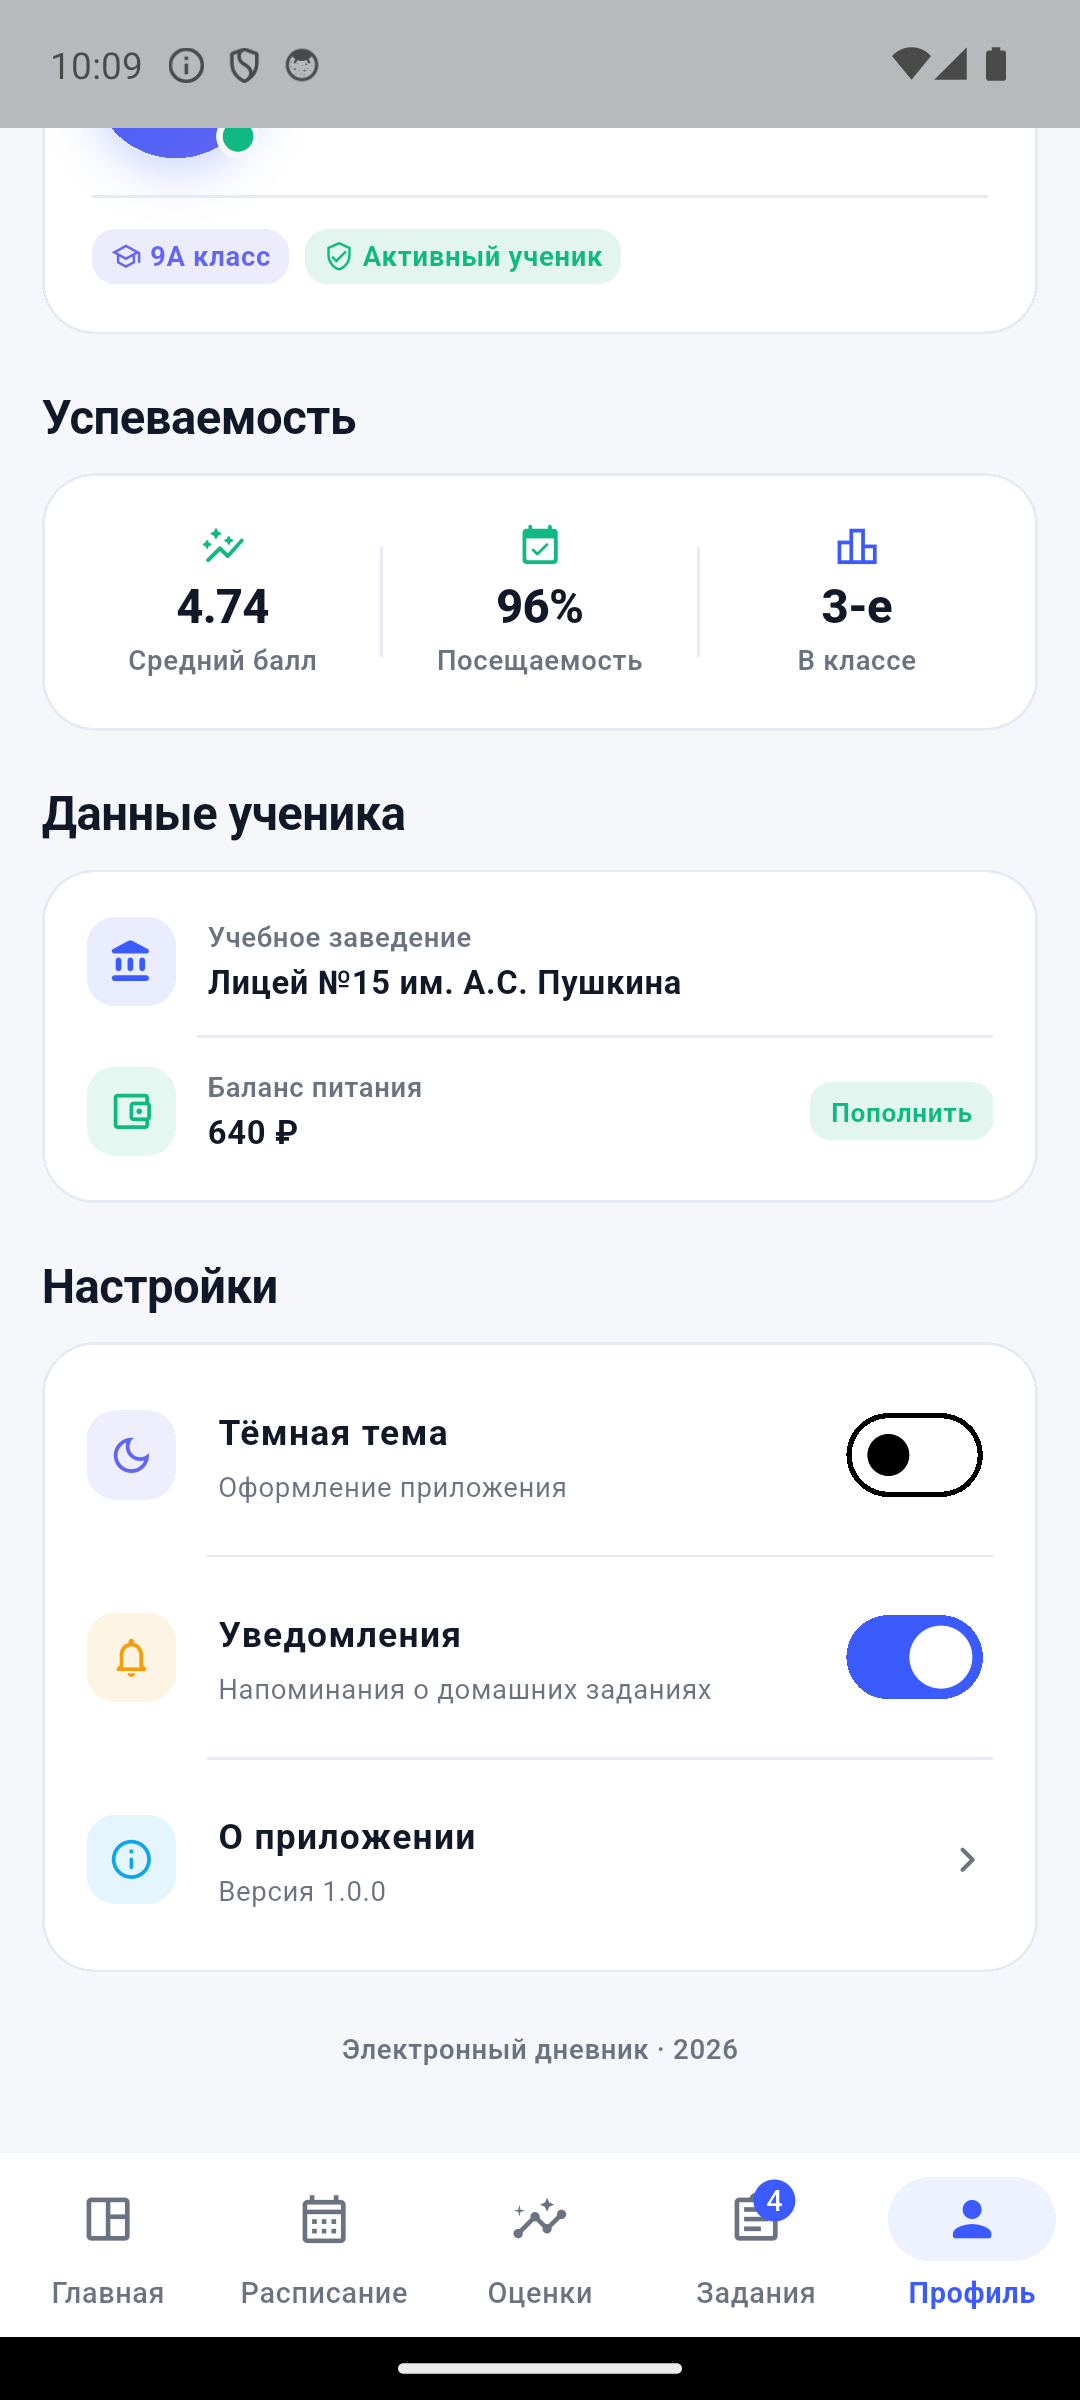 10:09
9А класс
Активный ученик
Успеваемость
4.74
Средний балл
96%
Посещаемость
3-е
В классе
Данные ученика
Учебное заведение
Лицей №15 им. А.С. Пушкина
Баланс питания
640 ₽
Пополнить
Настройки
Тёмная тема
Оформление приложения
Уведомления
Напоминания о домашних заданиях
О приложении
Версия 1.0.0
Электронный дневник · 2026
4
Главная
Расписание
Оценки
Задания
Профиль